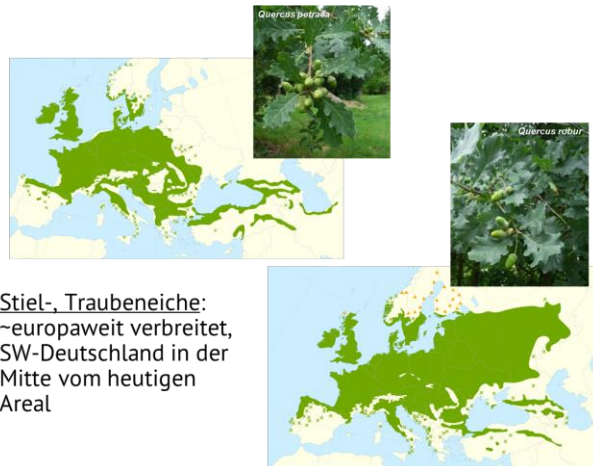 Quercus petraea
Quercus robur
Stiel-, Traubeneiche:
~europaweit verbreitet,
SW-Deutschland in der
Mitte vom heutigen
Areal